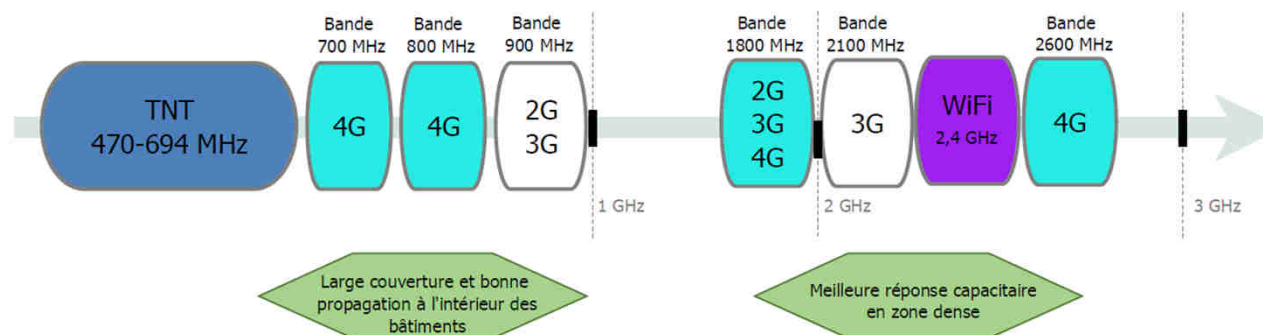 Bande
700 MHz
Bande
800 MHz
Bande
900 MHz
Bande
1800 MHz
Bande
2100 MHz
Bande
2600 MHz
TNT
470-694 MHz
4G
4G
2G
3G
2G
3G
4G
3G
WiFi
2,4 GHz
4G
1 GHz
2 GHz
3 GHz
Large couverture et bonne
propagation à l'intérieur des
bâtiments
Meilleure réponse capacitaire
en zone dense